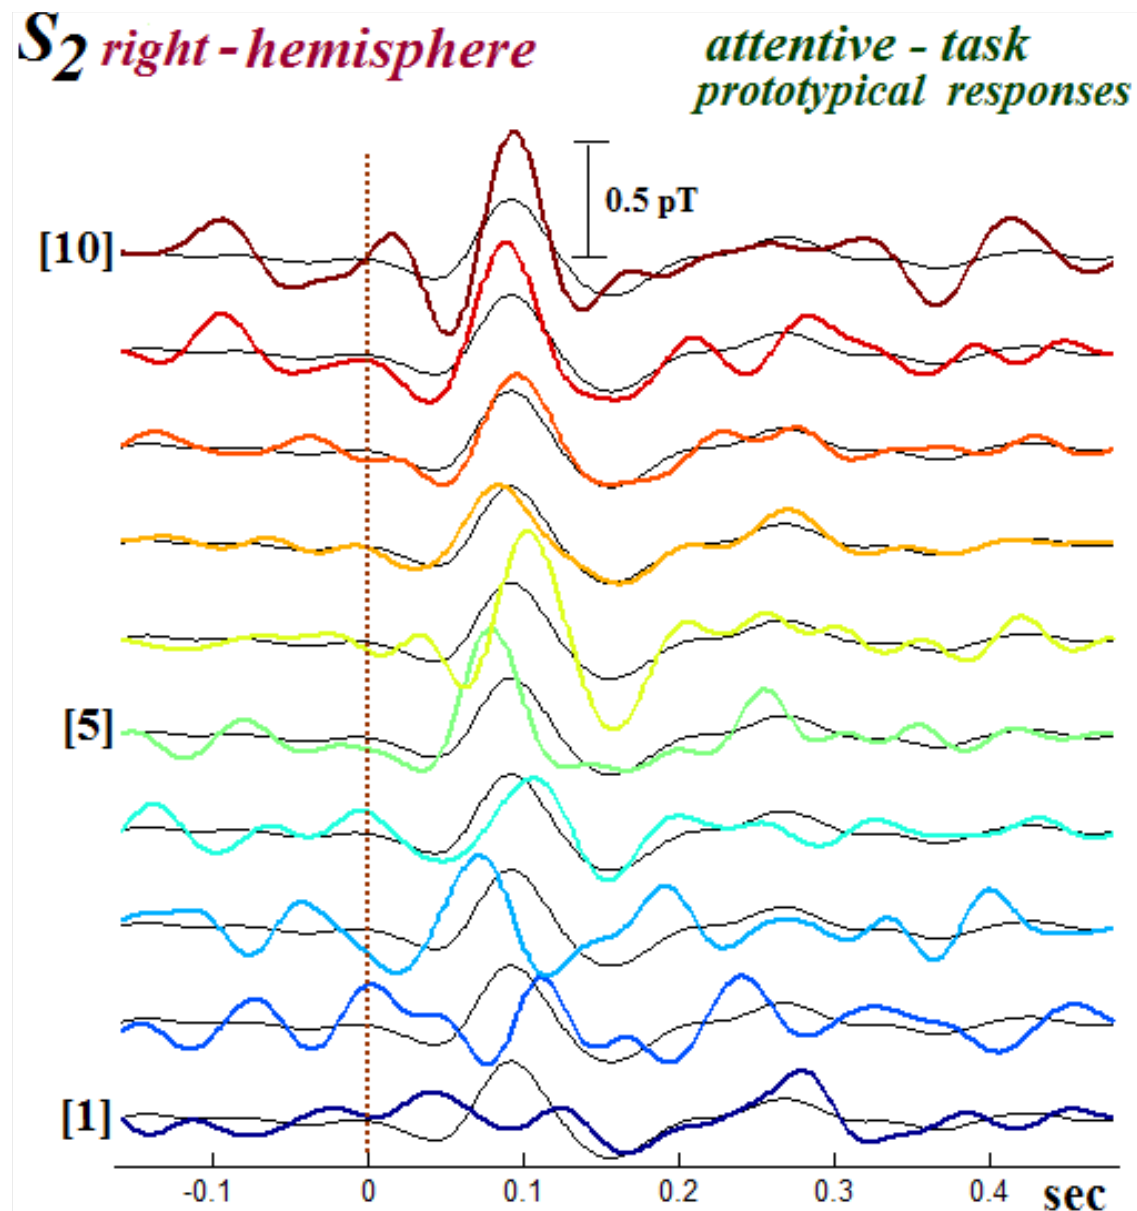 S2 right - hemisphere
attentive - task
prototypical responses
0.5 pT
[10]
[5]
[1]
-0.1 0 0.1 0.2 0.3 0.4 sec